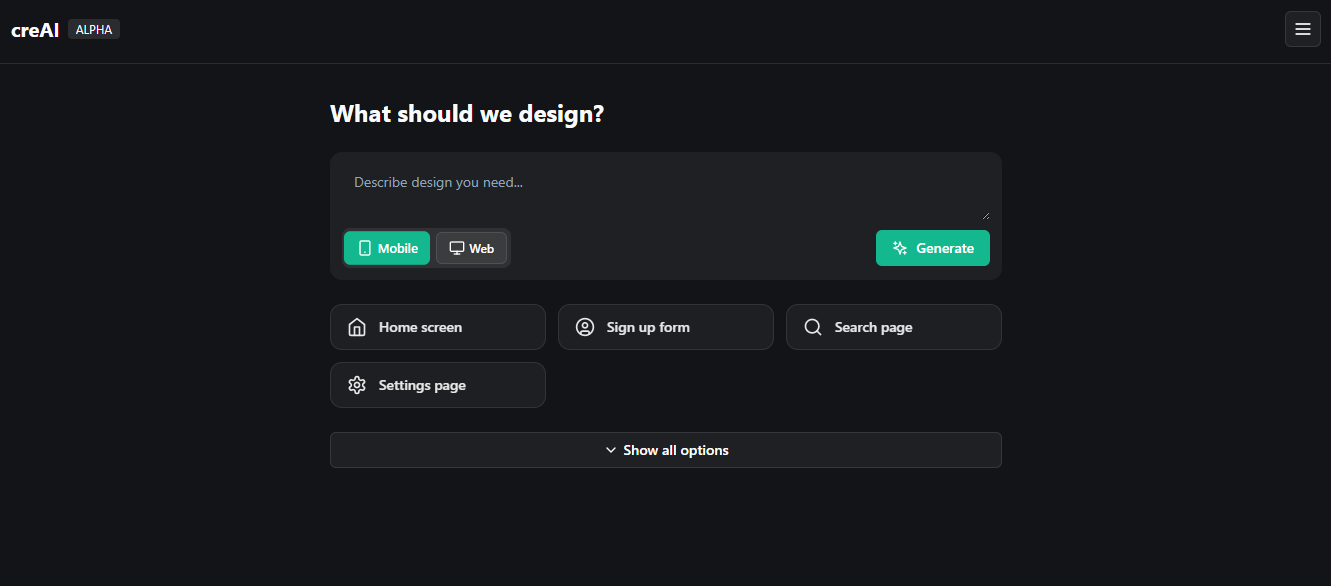 creAI ALPHA
What should we design?
Describe design you need...
Mobile Web Generate
Home screen Sign up form Search page
Settings page
Show all options